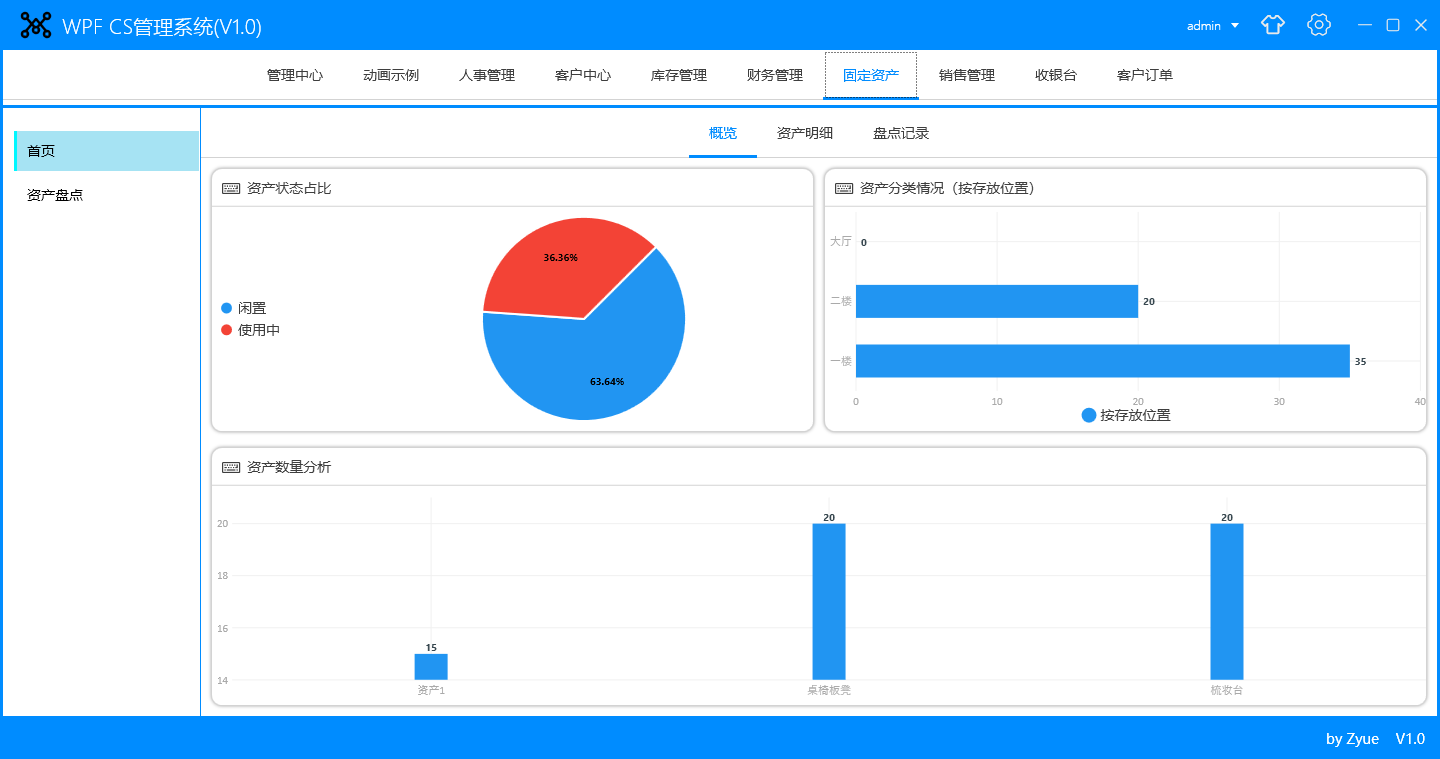 WPF CS管理系统(V1.0)
admin
管理中心 动画示例 人事管理 客户中心 库存管理 财务管理 固定资产 销售管理 收银台 客户订单
首页
资产盘点
概览 资产明细 盘点记录
资产状态占比
闲置
使用中
36.36%
63.64%
资产分类情况（按存放位置）
大厅 0
二楼 20
一楼 35
0 10 20 30 40
按存放位置
资产数量分析
20
18
16
14
15
20
20
资产1 桌椅板凳 梳妆台
by Zyue V1.0